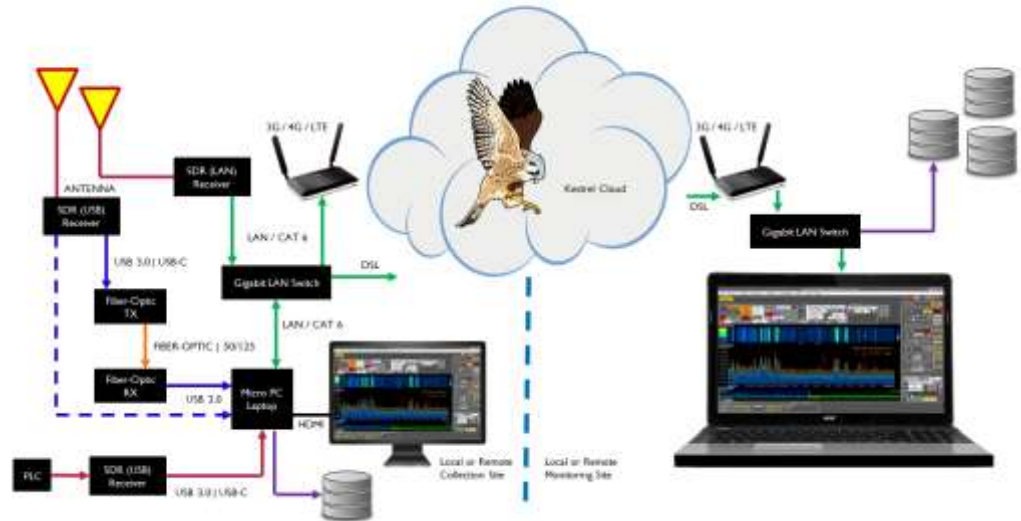 3G / 4G / LTE
SDR (LAN)
Receiver
ANTENNA
SDR (USB)
Receiver
LAN / CAT 6
USB 3.0 | USB-C
Gigabit LAN Switch
DSL
Fiber-Optic
TX
LAN / CAT 6
FIBER-OPTIC | 50/125
Fiber-Optic
RX
USB 3.0
Micro PC
Laptop
HDMI
PLC
SDR (USB)
Receiver
USB 3.0 | USB-C
Local or Remote
Collection Site
Kestrel Cloud
Local or Remote
Monitoring Site
3G / 4G / LTE
DSL
Gigabit LAN Switch